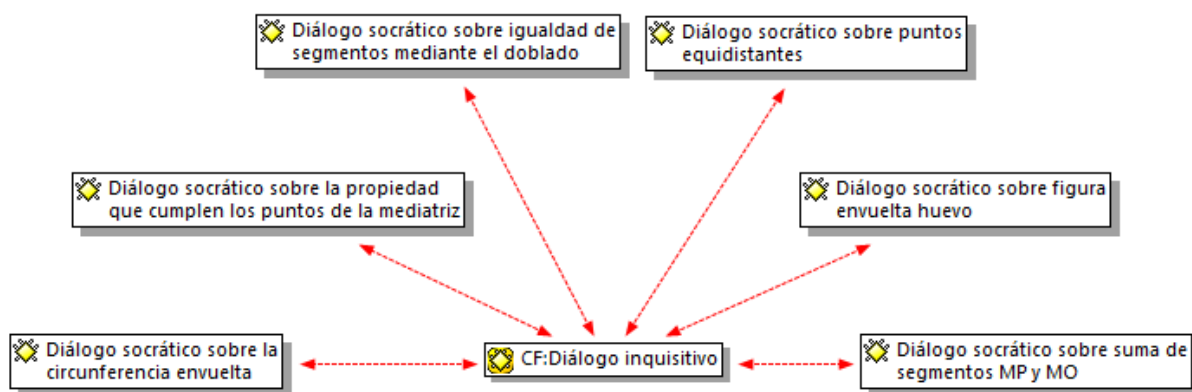 Diálogo socrático sobre igualdad de
segmentos mediante el doblado
Diálogo socrático sobre puntos
equidistantes
Diálogo socrático sobre la propiedad
que cumplen los puntos de la mediatriz
Diálogo socrático sobre figura
envuelta huevo
Diálogo socrático sobre la
circunferencia envuelta
CF:Diálogo inquisitivo
Diálogo socrático sobre suma de
segmentos MP y MO